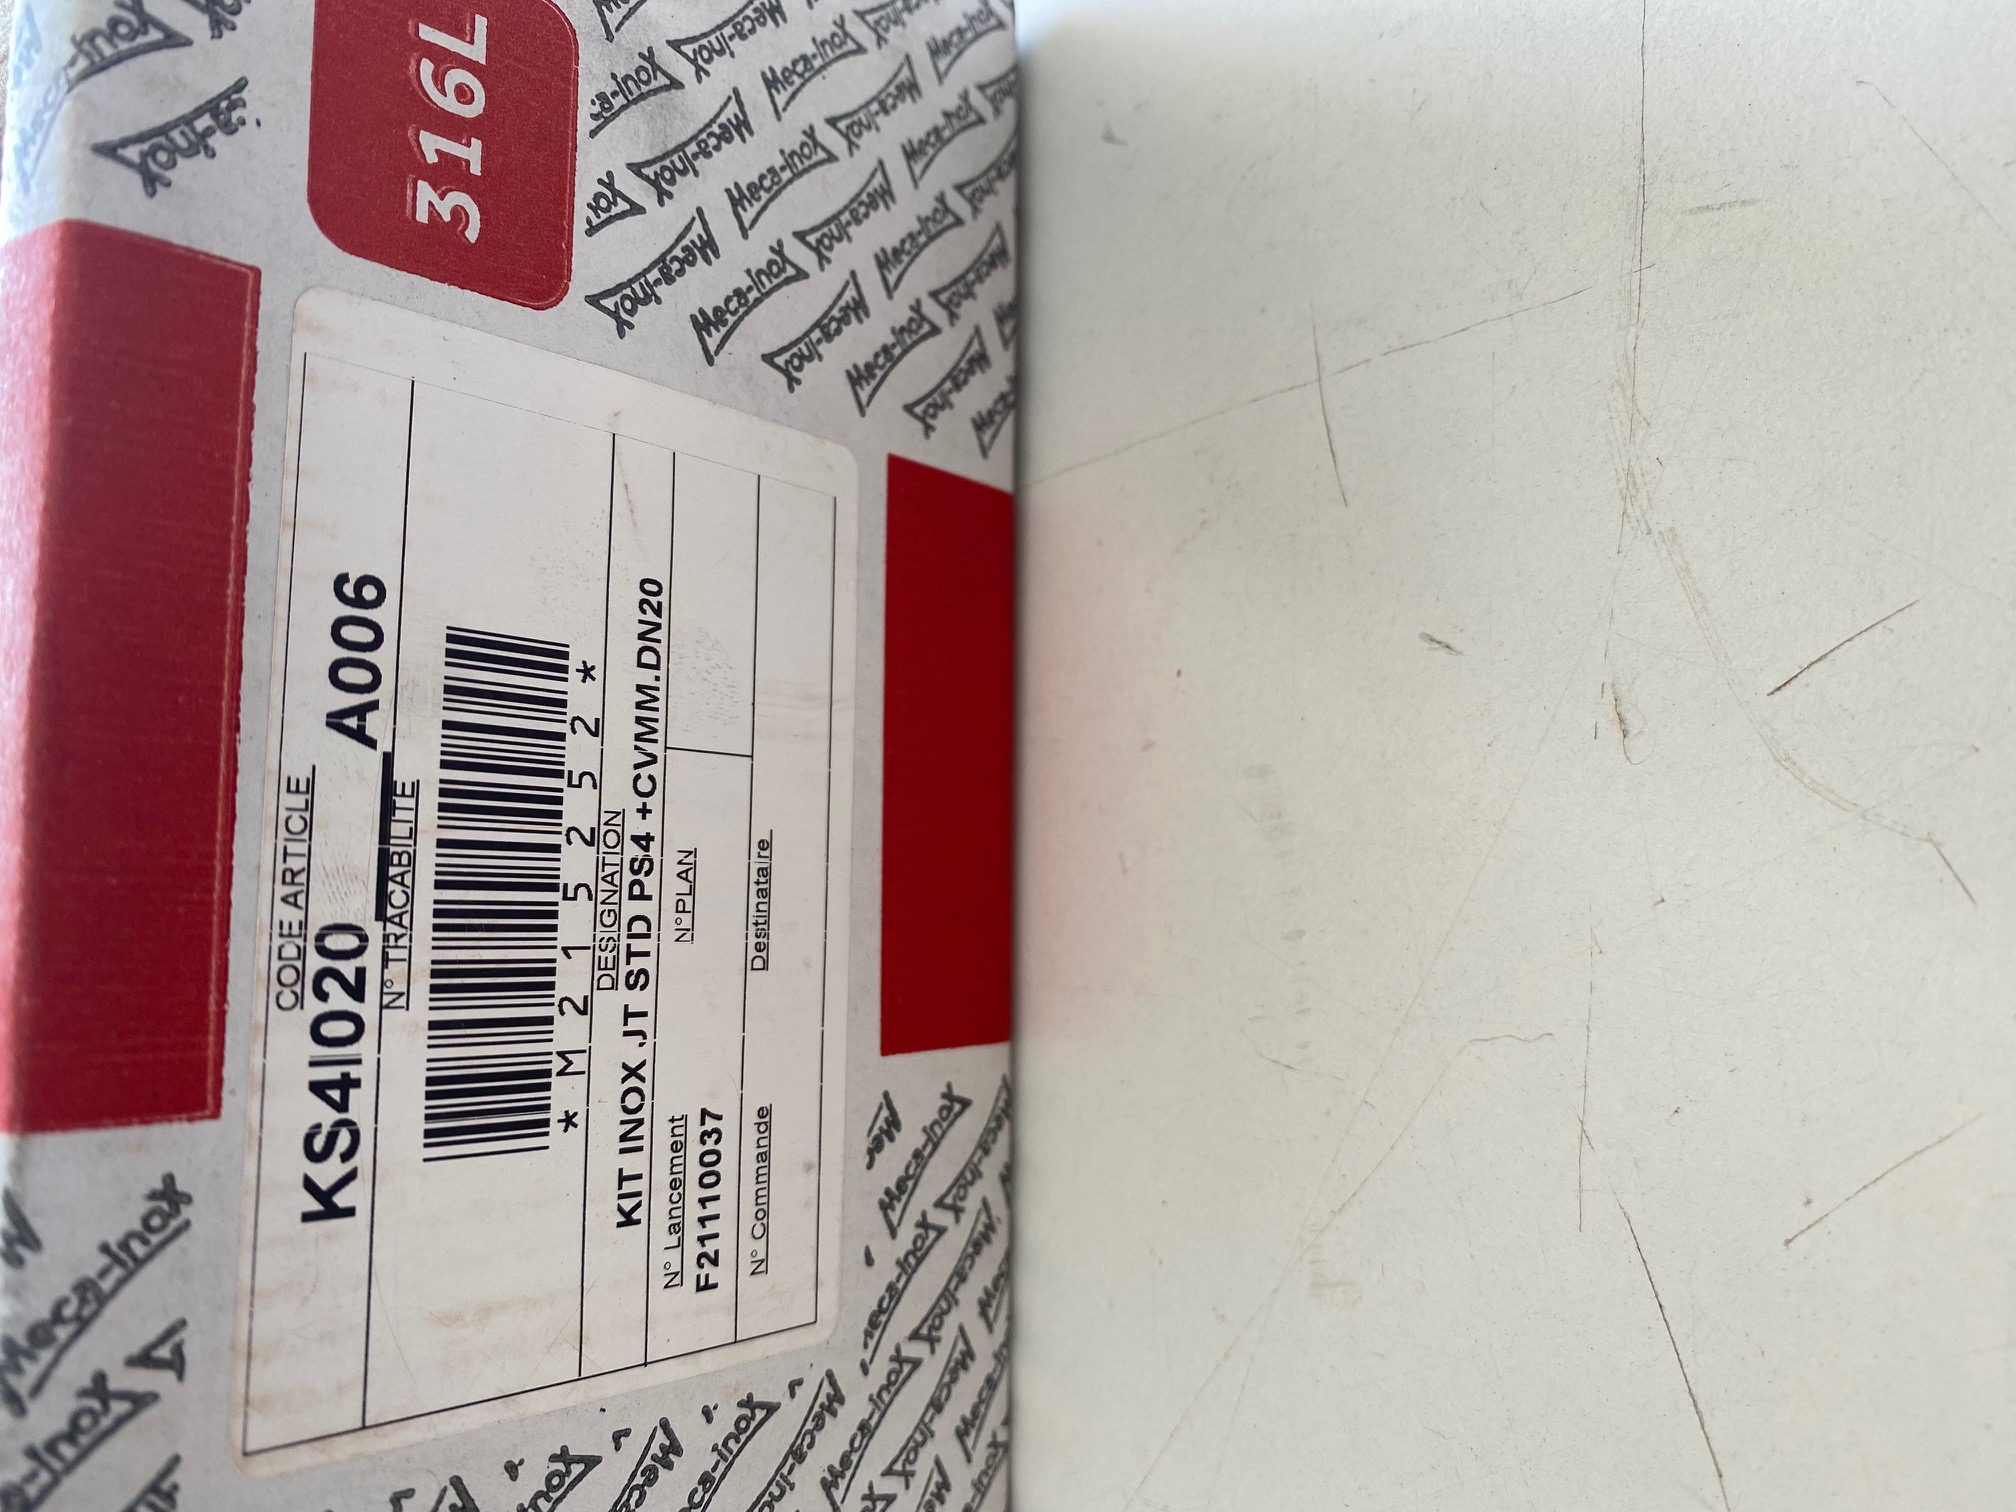 316L
CODE ARTICLE
KS4I020 A006
N° TRACABILITE
*M2152552*
DESIGNATION
KIT INOX JT STD PS4 +CVMM.DN20
N° Lancement
N°PLAN
F21110037
N° Commande
Destinataire
Meca-Inox